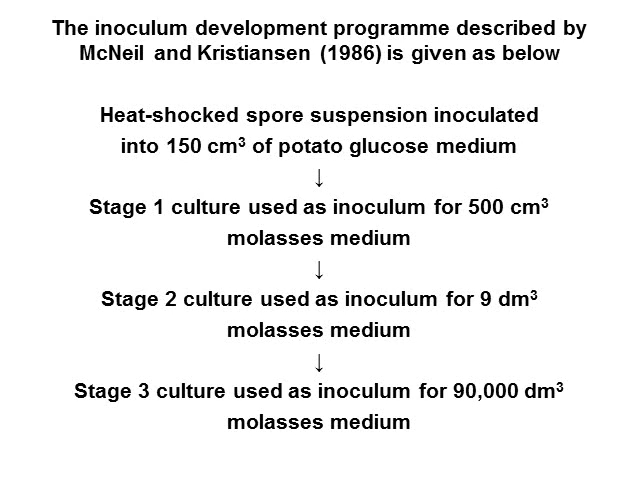 The inoculum development programme described by
McNeil and Kristiansen (1986) is given as below
Heat-shocked spore suspension inoculated
into 150 cm³ of potato glucose medium
↓
Stage 1 culture used as inoculum for 500 cm³
molasses medium
↓
Stage 2 culture used as inoculum for 9 dm³
molasses medium
↓
Stage 3 culture used as inoculum for 90,000 dm³
molasses medium